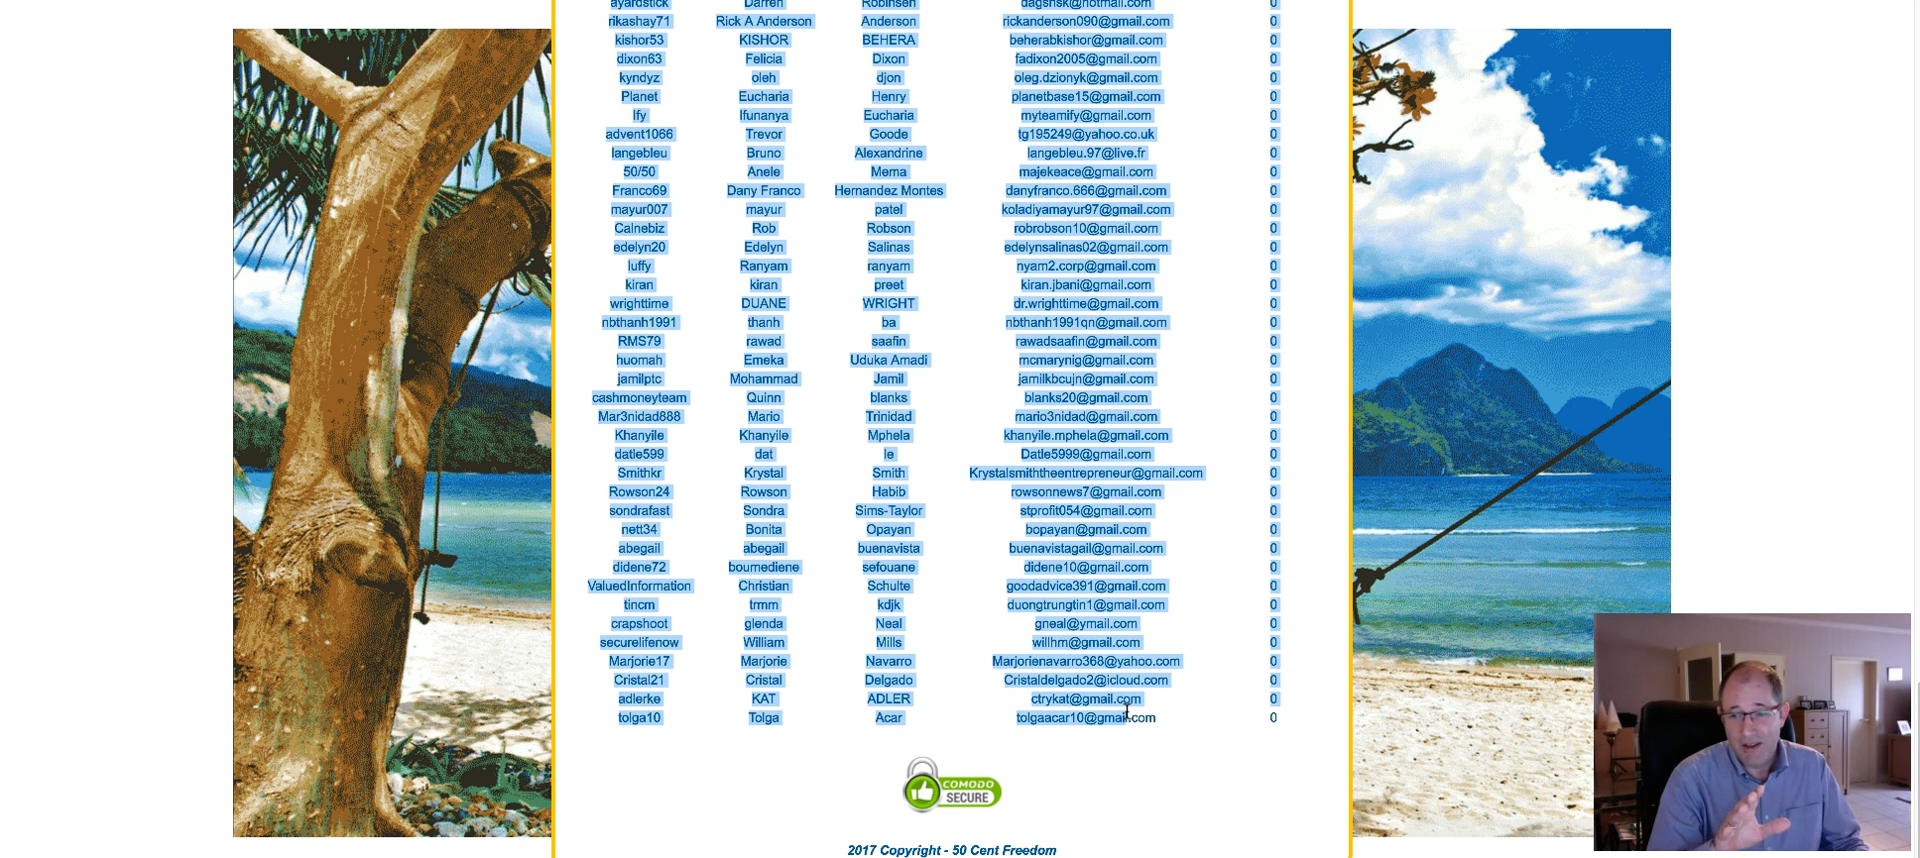 ayardstick Darren Robinsen dagsnsk@hotmail.com 0
rikashay71 Rick A Anderson Anderson rickanderson090@gmail.com 0
kishor53 KISHOR BEHERA beherabkishor@gmail.com 0
dixon63 Felicia Dixon fadixon2005@gmail.com 0
kyndyz oleh djon oleg.dzionyk@gmail.com 0
Planet Eucharia Henry planetbase15@gmail.com 0
Ify Ifunanya Eucharia myteamify@gmail.com 0
advent1066 Trevor Goode tg195249@yahoo.co.uk 0
langebleu Bruno Alexandrine langebleu.97@live.fr 0
50/50 Anele Mema majekeace@gmail.com 0
Franco69 Dany Franco Hernandez Montes danyfranco.666@gmail.com 0
mayur007 mayur patel koladiyamayur97@gmail.com 0
Calnebiz Rob Robson robrobson10@gmail.com 0
edelyn20 Edelyn Salinas edelynsalinas02@gmail.com 0
luffy Ranyam ranyam nyam2.corp@gmail.com 0
kiran kiran preet kiran.jbani@gmail.com 0
wrighttime DUANE WRIGHT dr.wrighttime@gmail.com 0
nbthanh1991 thanh ba nbthanh1991qn@gmail.com 0
RMS79 rawad saafin rawadsaafin@gmail.com 0
huomah Emeka Uduka Amadi mcmarynig@gmail.com 0
jamilptc Mohammad Jamil jamilkbcujn@gmail.com 0
cashmoneyteam Quinn blanks blanks20@gmail.com 0
Mar3nidad888 Mario Trinidad mario3nidad@gmail.com 0
Khanyile Khanyile Mphela khanyile.mphela@gmail.com 0
datle599 dat le Datle5999@gmail.com 0
Smithkr Krystal Smith Krystalsmiththeentrepreneur@gmail.com 0
Rowson24 Rowson Habib rowsonnews7@gmail.com 0
sondrafast Sondra Sims-Taylor stprofit054@gmail.com 0
nett34 Bonita Opayan bopayan@gmail.com 0
abegail abegail buenavista buenavistagail@gmail.com 0
didene72 boumediene sefouane didene10@gmail.com 0
ValuedInformation Christian Schulte goodadvice391@gmail.com 0
tincm trmm kdjk duongtrungtin1@gmail.com 0
crapshoot glenda Neal gneal@ymail.com 0
securelifenow William Mills willhm@gmail.com 0
Marjorie17 Marjorie Navarro Marjorienavarro368@yahoo.com 0
Cristal21 Cristal Delgado Cristaldelgado2@icloud.com 0
adlerke KAT ADLER ctrykat@gmail.com 0
tolga10 Tolga Acar tolgaacar10@gmail.com 0
COMODO
SECURE
2017 Copyright - 50 Cent Freedom